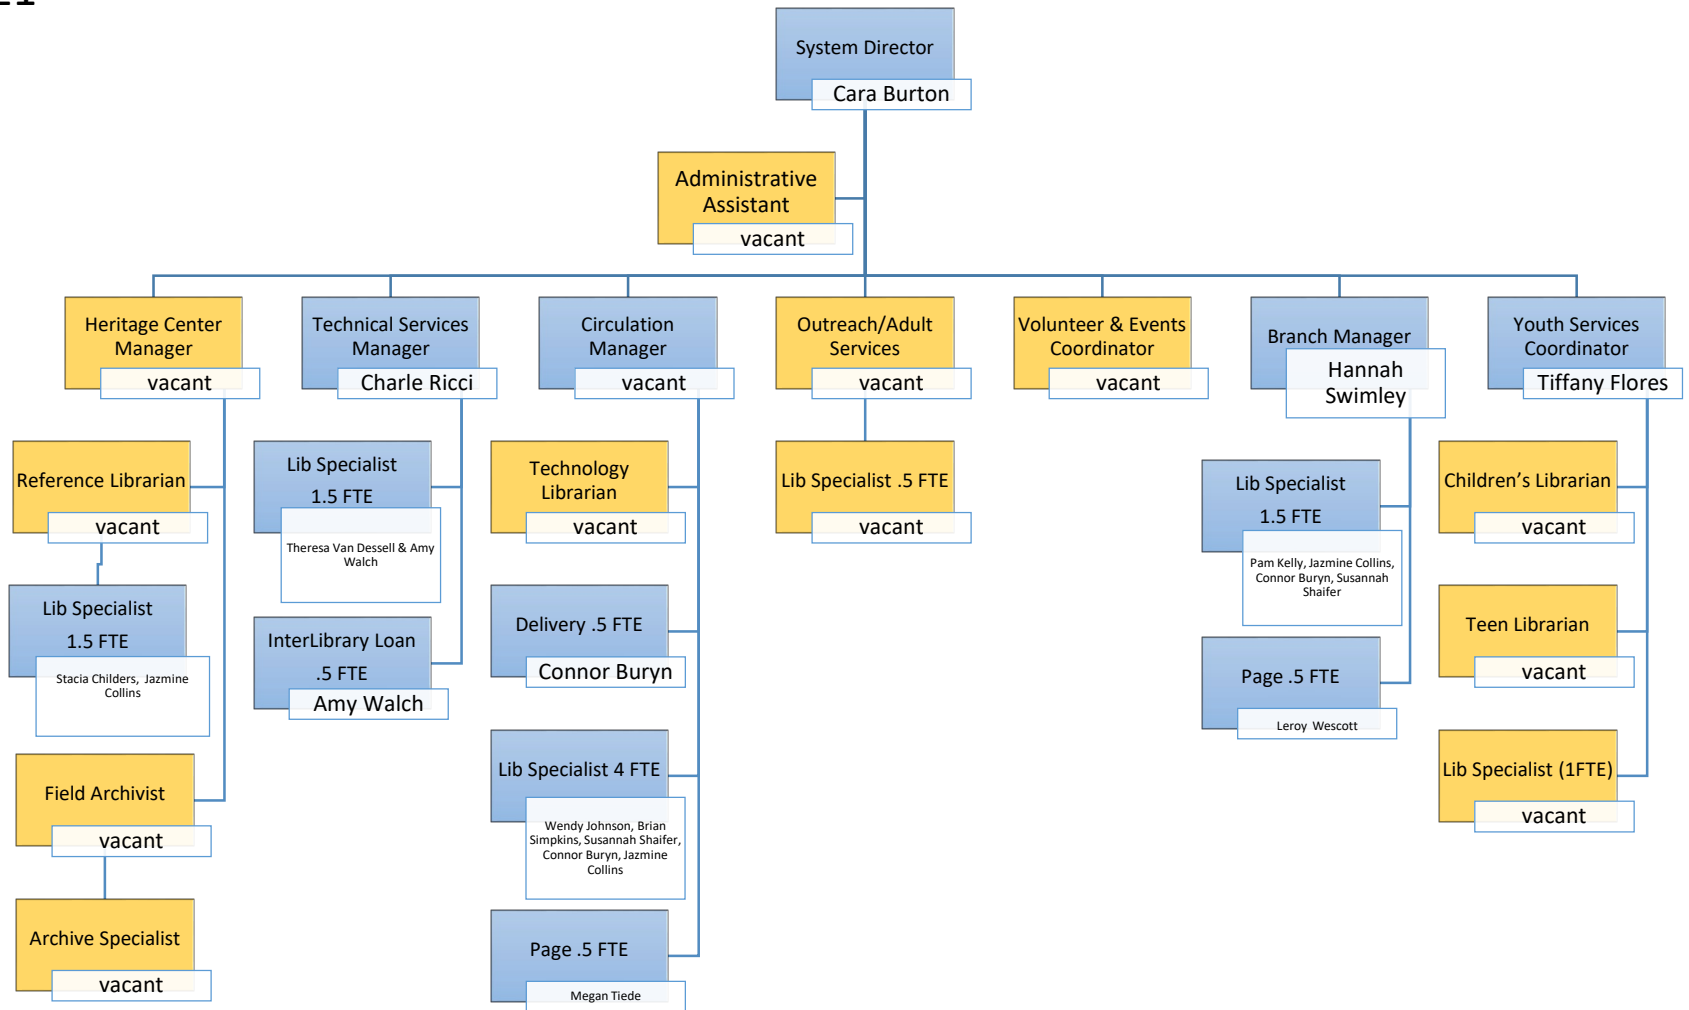 System Director
Cara Burton
Administrative
Assistant
vacant
Heritage Center
Manager
vacant
Technical Services
Manager
Charle Ricci
Circulation
Manager
vacant
Outreach/Adult
Services
vacant
Volunteer & Events
Coordinator
vacant
Branch Manager
Hannah
Swimley
Youth Services
Coordinator
Tiffany Flores
Reference Librarian
vacant
Lib Specialist
1.5 FTE
Stacia Childers, Jazmine
Collins
Field Archivist
vacant
Archive Specialist
vacant
Lib Specialist
1.5 FTE
Theresa Van Dessell & Amy
Walch
InterLibrary Loan
.5 FTE
Amy Walch
Technology
Librarian
vacant
Delivery .5 FTE
Connor Buryn
Lib Specialist 4 FTE
Wendy Johnson, Brian
Simpkins, Susannah Shaifer,
Connor Buryn, Jazmine
Collins
Page .5 FTE
Megan Tiede
Lib Specialist .5 FTE
vacant
Lib Specialist
1.5 FTE
Pam Kelly, Jazmine Collins,
Connor Buryn, Susannah
Shaifer
Page .5 FTE
Leroy Wescott
Children’s Librarian
vacant
Teen Librarian
vacant
Lib Specialist (1FTE)
vacant